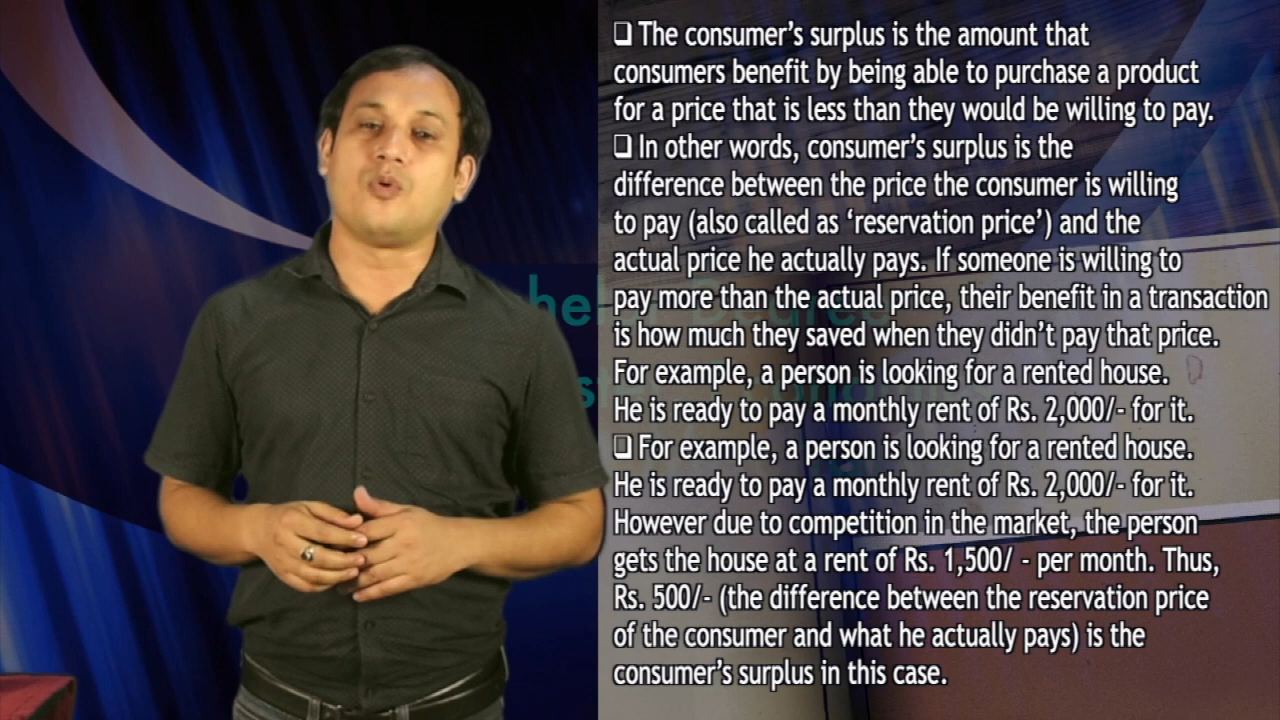 ❑ The consumer’s surplus is the amount that
consumers benefit by being able to purchase a product
for a price that is less than they would be willing to pay.
❑ In other words, consumer’s surplus is the
difference between the price the consumer is willing
to pay (also called as ‘reservation price’) and the
actual price he actually pays. If someone is willing to
pay more than the actual price, their benefit in a transaction
is how much they saved when they didn’t pay that price.
For example, a person is looking for a rented house.
He is ready to pay a monthly rent of Rs. 2,000/- for it.
❑ For example, a person is looking for a rented house.
He is ready to pay a monthly rent of Rs. 2,000/- for it.
However due to competition in the market, the person
gets the house at a rent of Rs. 1,500/ - per month. Thus,
Rs. 500/- (the difference between the reservation price
of the consumer and what he actually pays) is the
consumer’s surplus in this case.